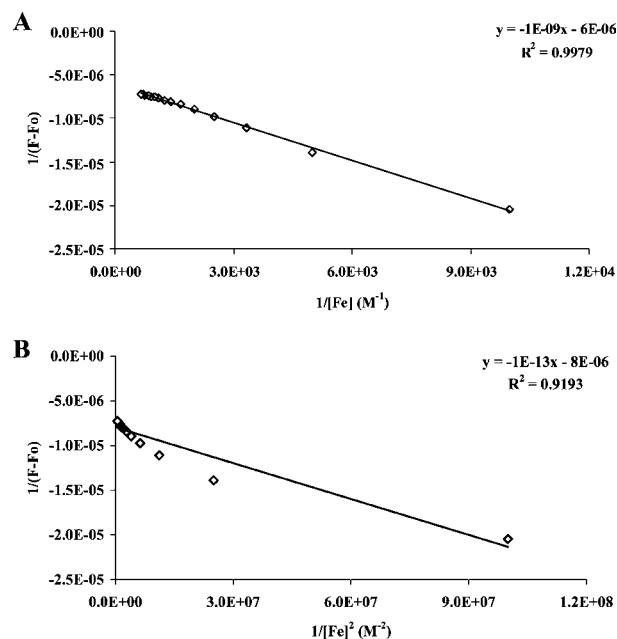 A
y = -1E-09x - 6E-06
R² = 0.9979
0.0E+00
-5.0E-06
-1.0E-05
-1.5E-05
-2.0E-05
-2.5E-05
1/(F-Fo)
0.0E+00 3.0E+03 6.0E+03 9.0E+03 1.2E+04
1/[Fe] (M⁻¹)
B
y = -1E-13x - 8E-06
R² = 0.9193
0.0E+00
-5.0E-06
-1.0E-05
-1.5E-05
-2.0E-05
-2.5E-05
1/(F-Fo)
0.0E+00 3.0E+07 6.0E+07 9.0E+07 1.2E+08
1/[Fe]² (M⁻²)